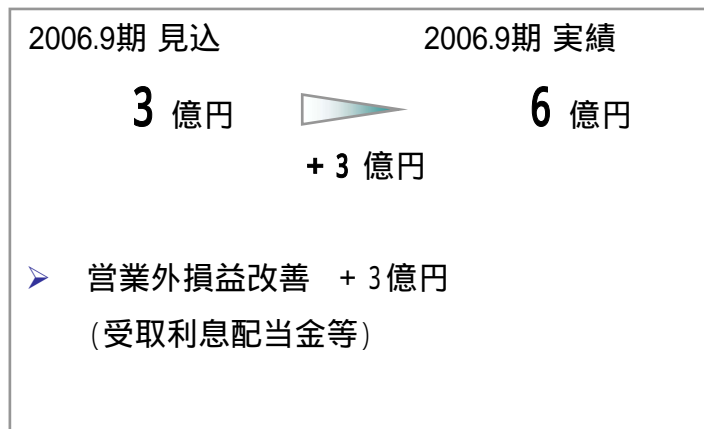 2006.9期 見込 2006.9期 実績
3 億円 6 億円
+ 3 億円
➢ 営業外損益改善 + 3億円
(受取利息配当金等)